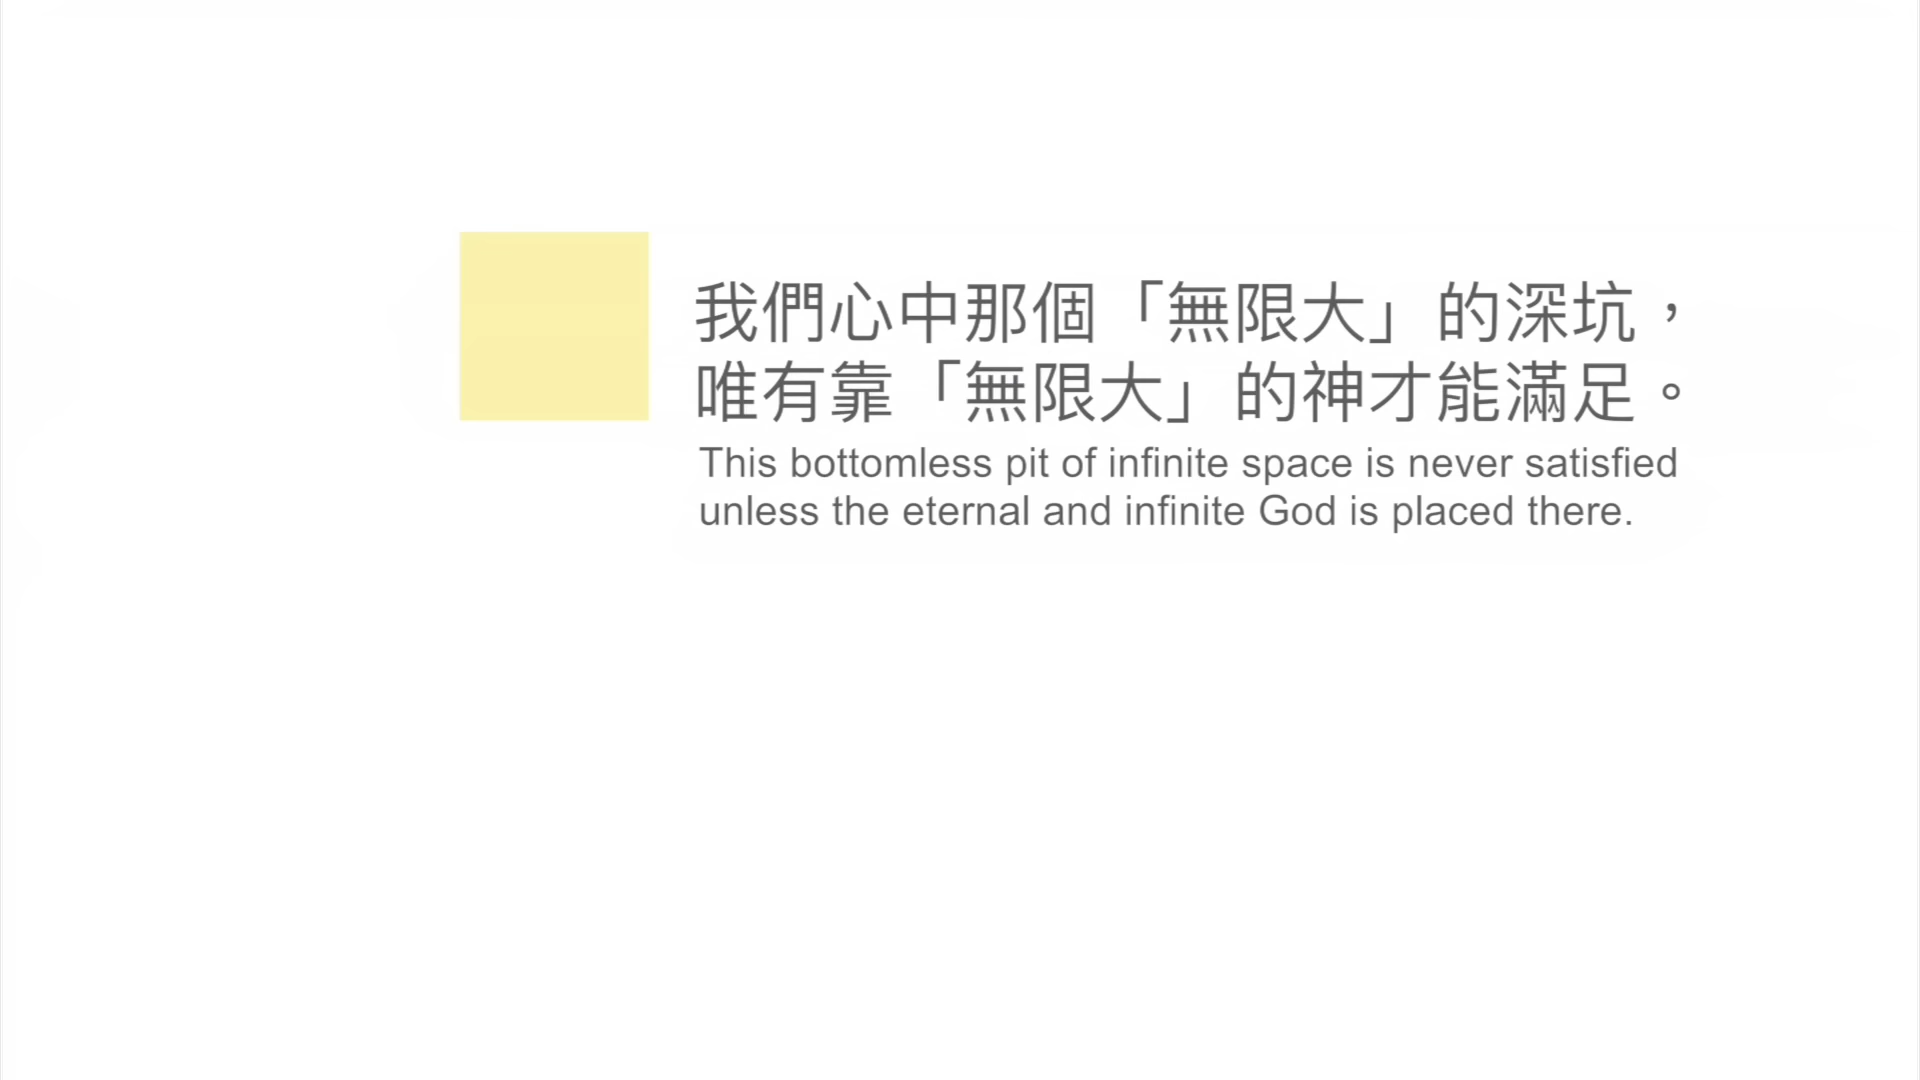 我們心中那個「無限大」的深坑，
唯有靠「無限大」的神才能滿足。
This bottomless pit of infinite space is never satisfied
unless the eternal and infinite God is placed there.